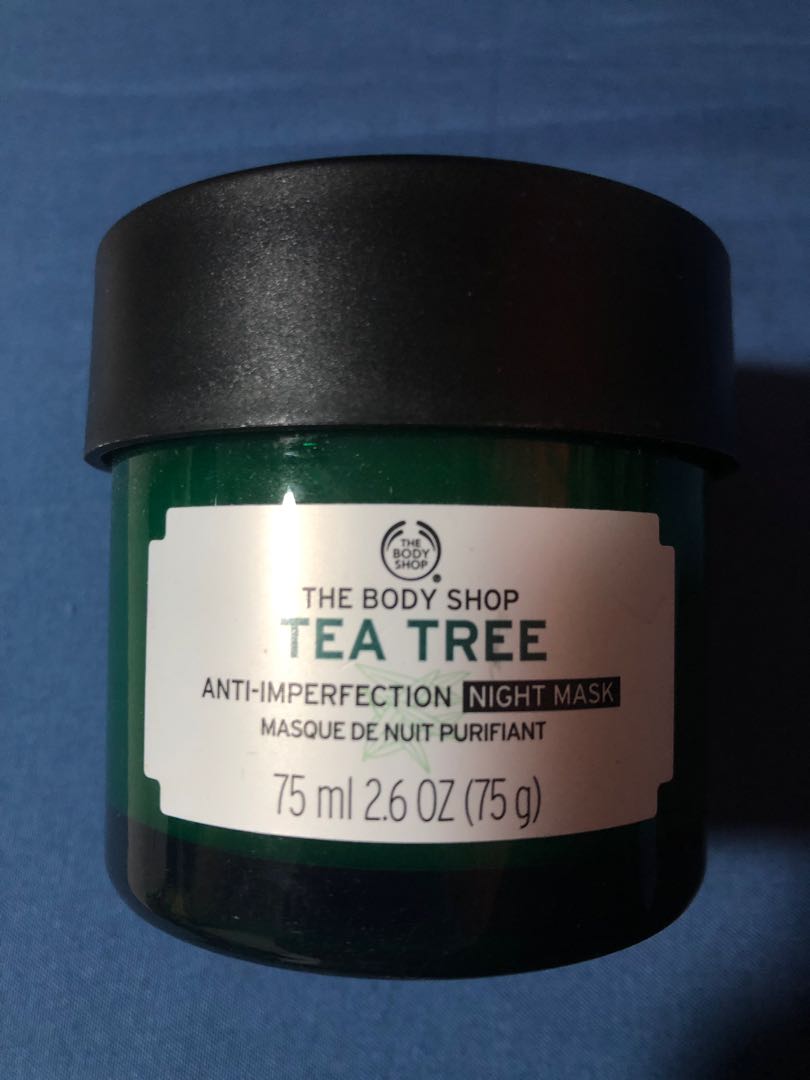 THE
BODY
SHOP
®
THE BODY SHOP
TEA TREE
ANTI-IMPERFECTION NIGHT MASK
MASQUE DE NUIT PURIFIANT
75 ml 2.6 OZ (75 g)